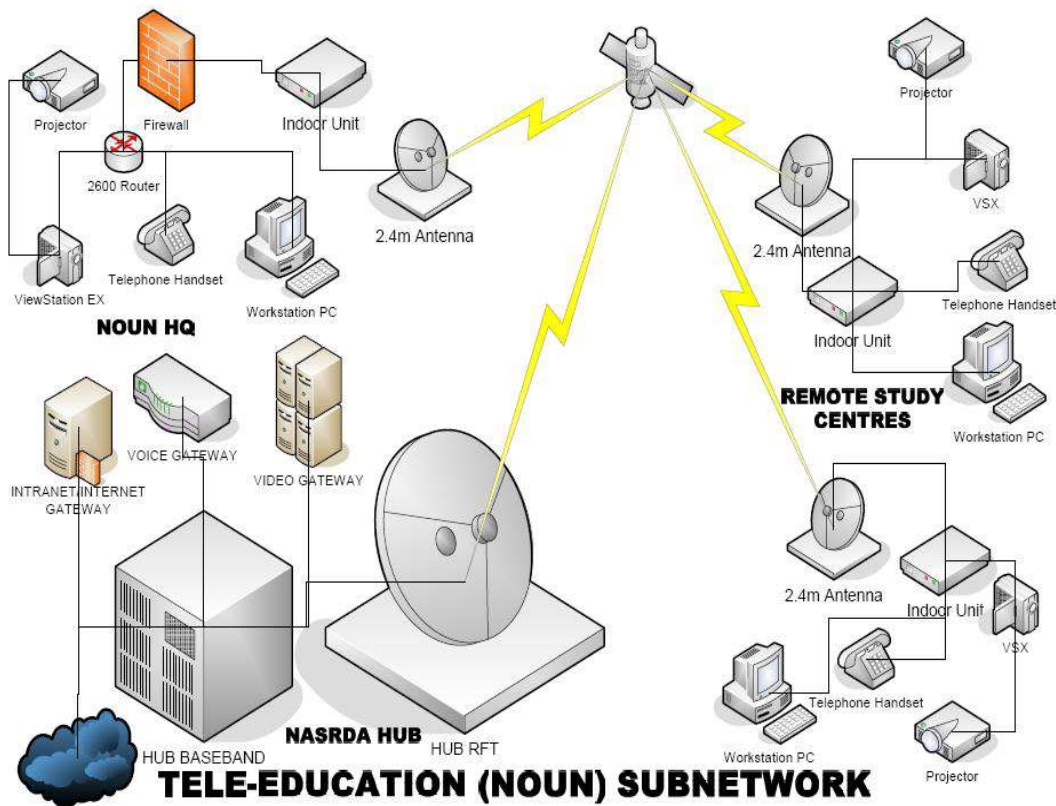 Projector
Firewall
Indoor Unit
2600 Router
2.4m Antenna
ViewStation EX
Telephone Handset
Workstation PC
NOUN HQ
Projector
VSX
2.4m Antenna
Telephone Handset
Indoor Unit
REMOTE STUDY
CENTRES
Workstation PC
INTRANET/INTERNET
GATEWAY
VOICE GATEWAY
VIDEO GATEWAY
2.4m Antenna
Indoor Unit
VSX
Telephone Handset
Workstation PC
Projector
HUB BASEBAND
NASRDA HUB
HUB RFT
TELE-EDUCATION (NOUN) SUBNETWORK